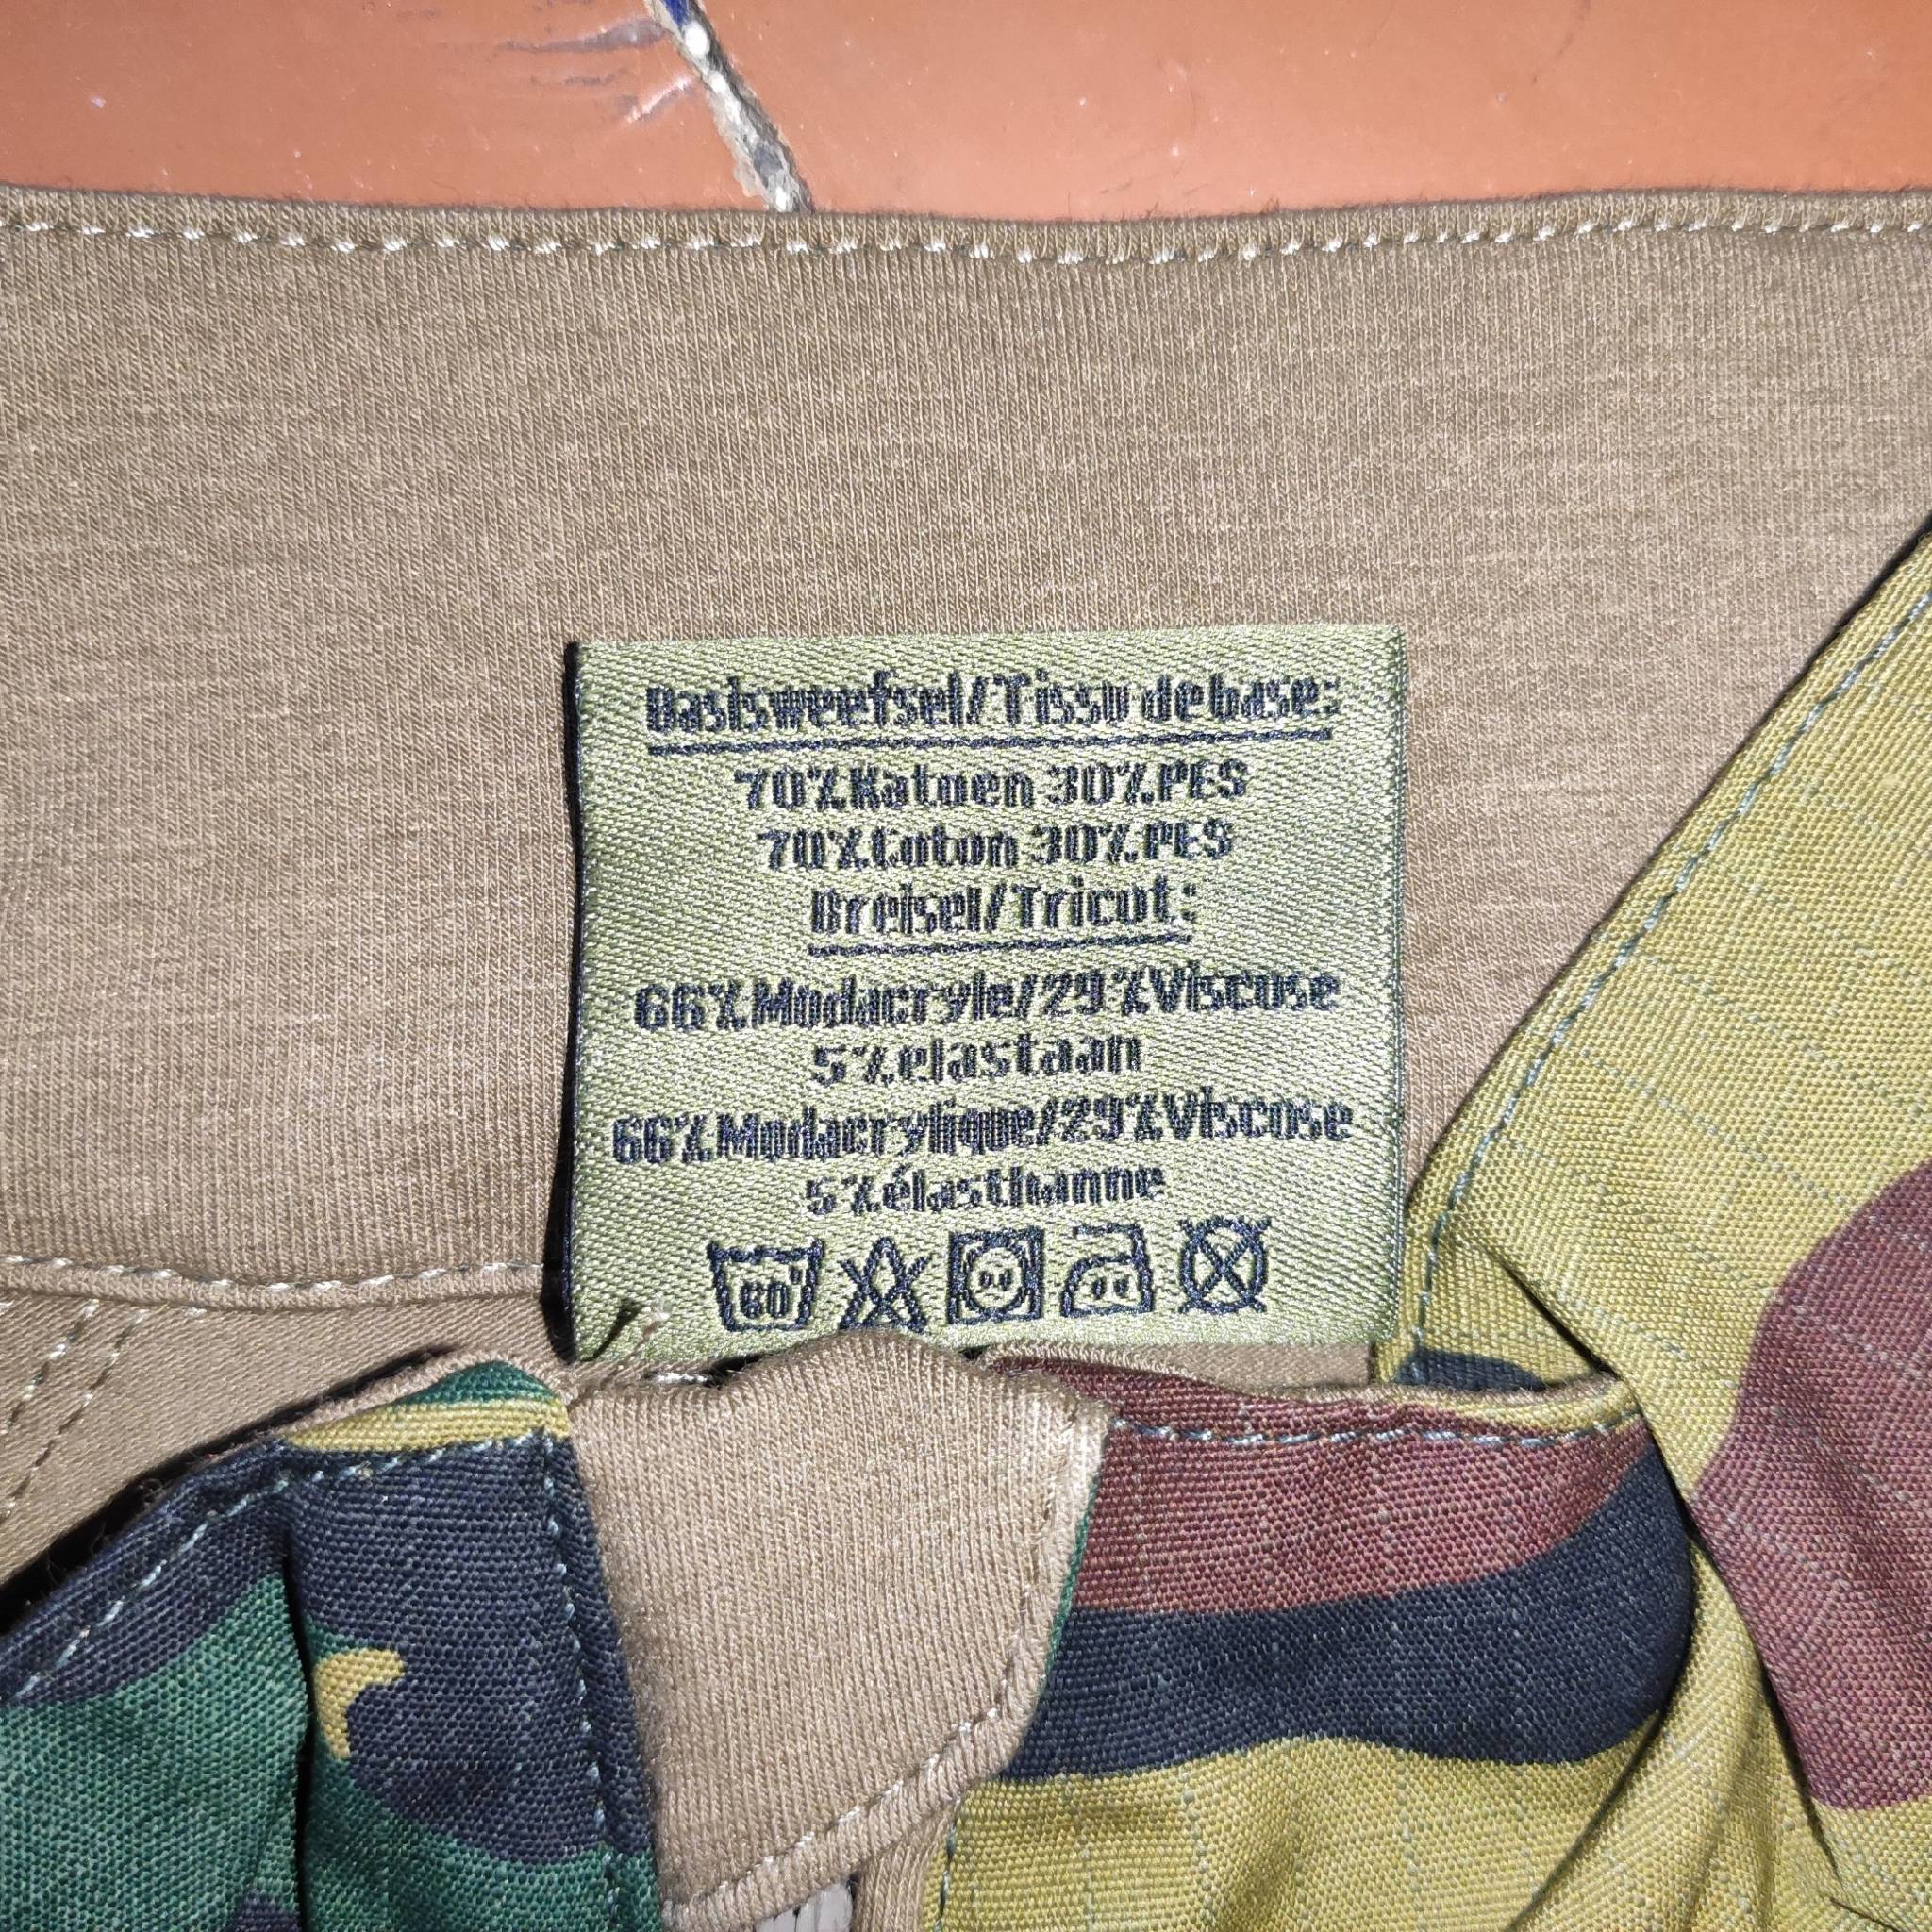 Basisweefsel/Tissu de base:
70%Katoen 30%PES
70%Coton 30%PES
Breisel/Tricot:
66%Modacryle/29%Viscose
5%elastaan
66%Modacrylique/29%Viscose
5%élasthanne
60°